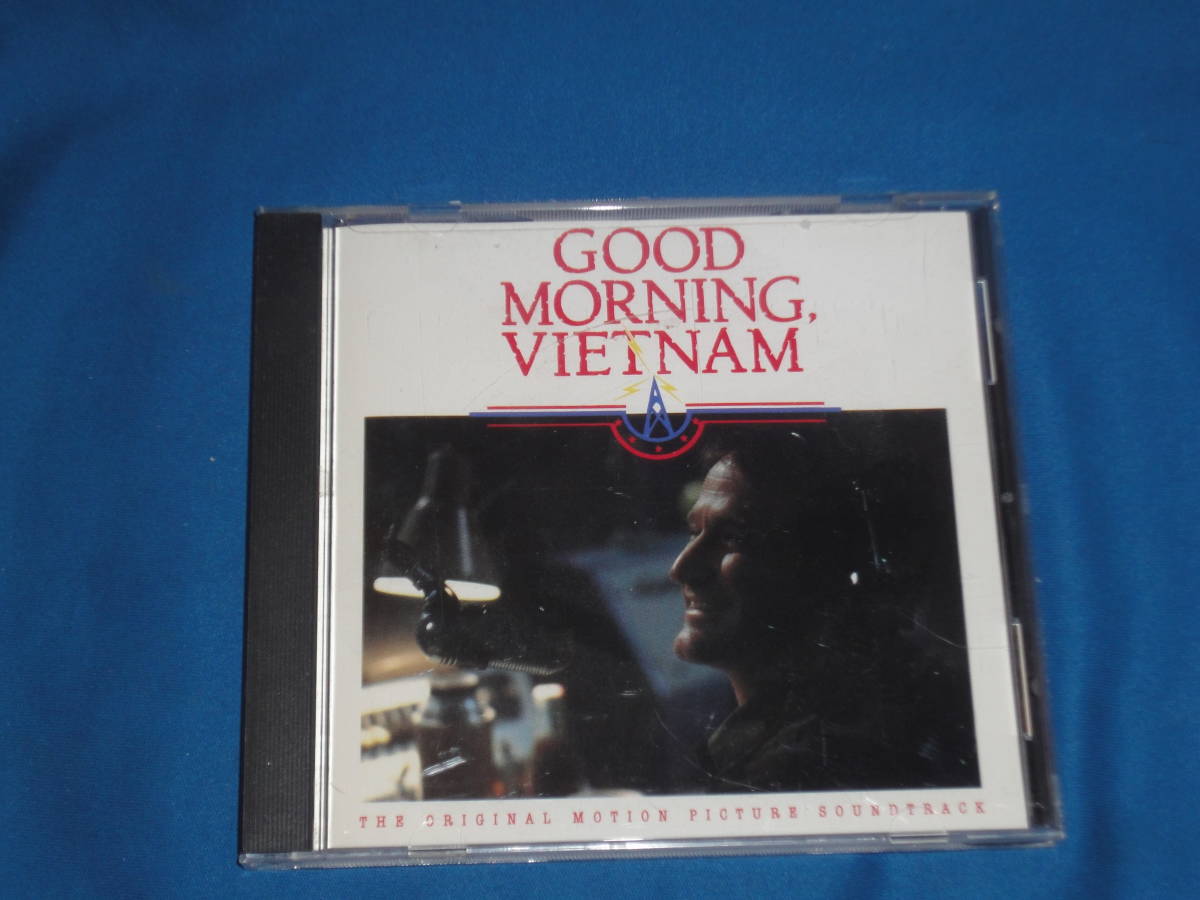 GOOD
MORNING,
VIETNAM
THE ORIGINAL MOTION PICTURE SOUNDTRACK